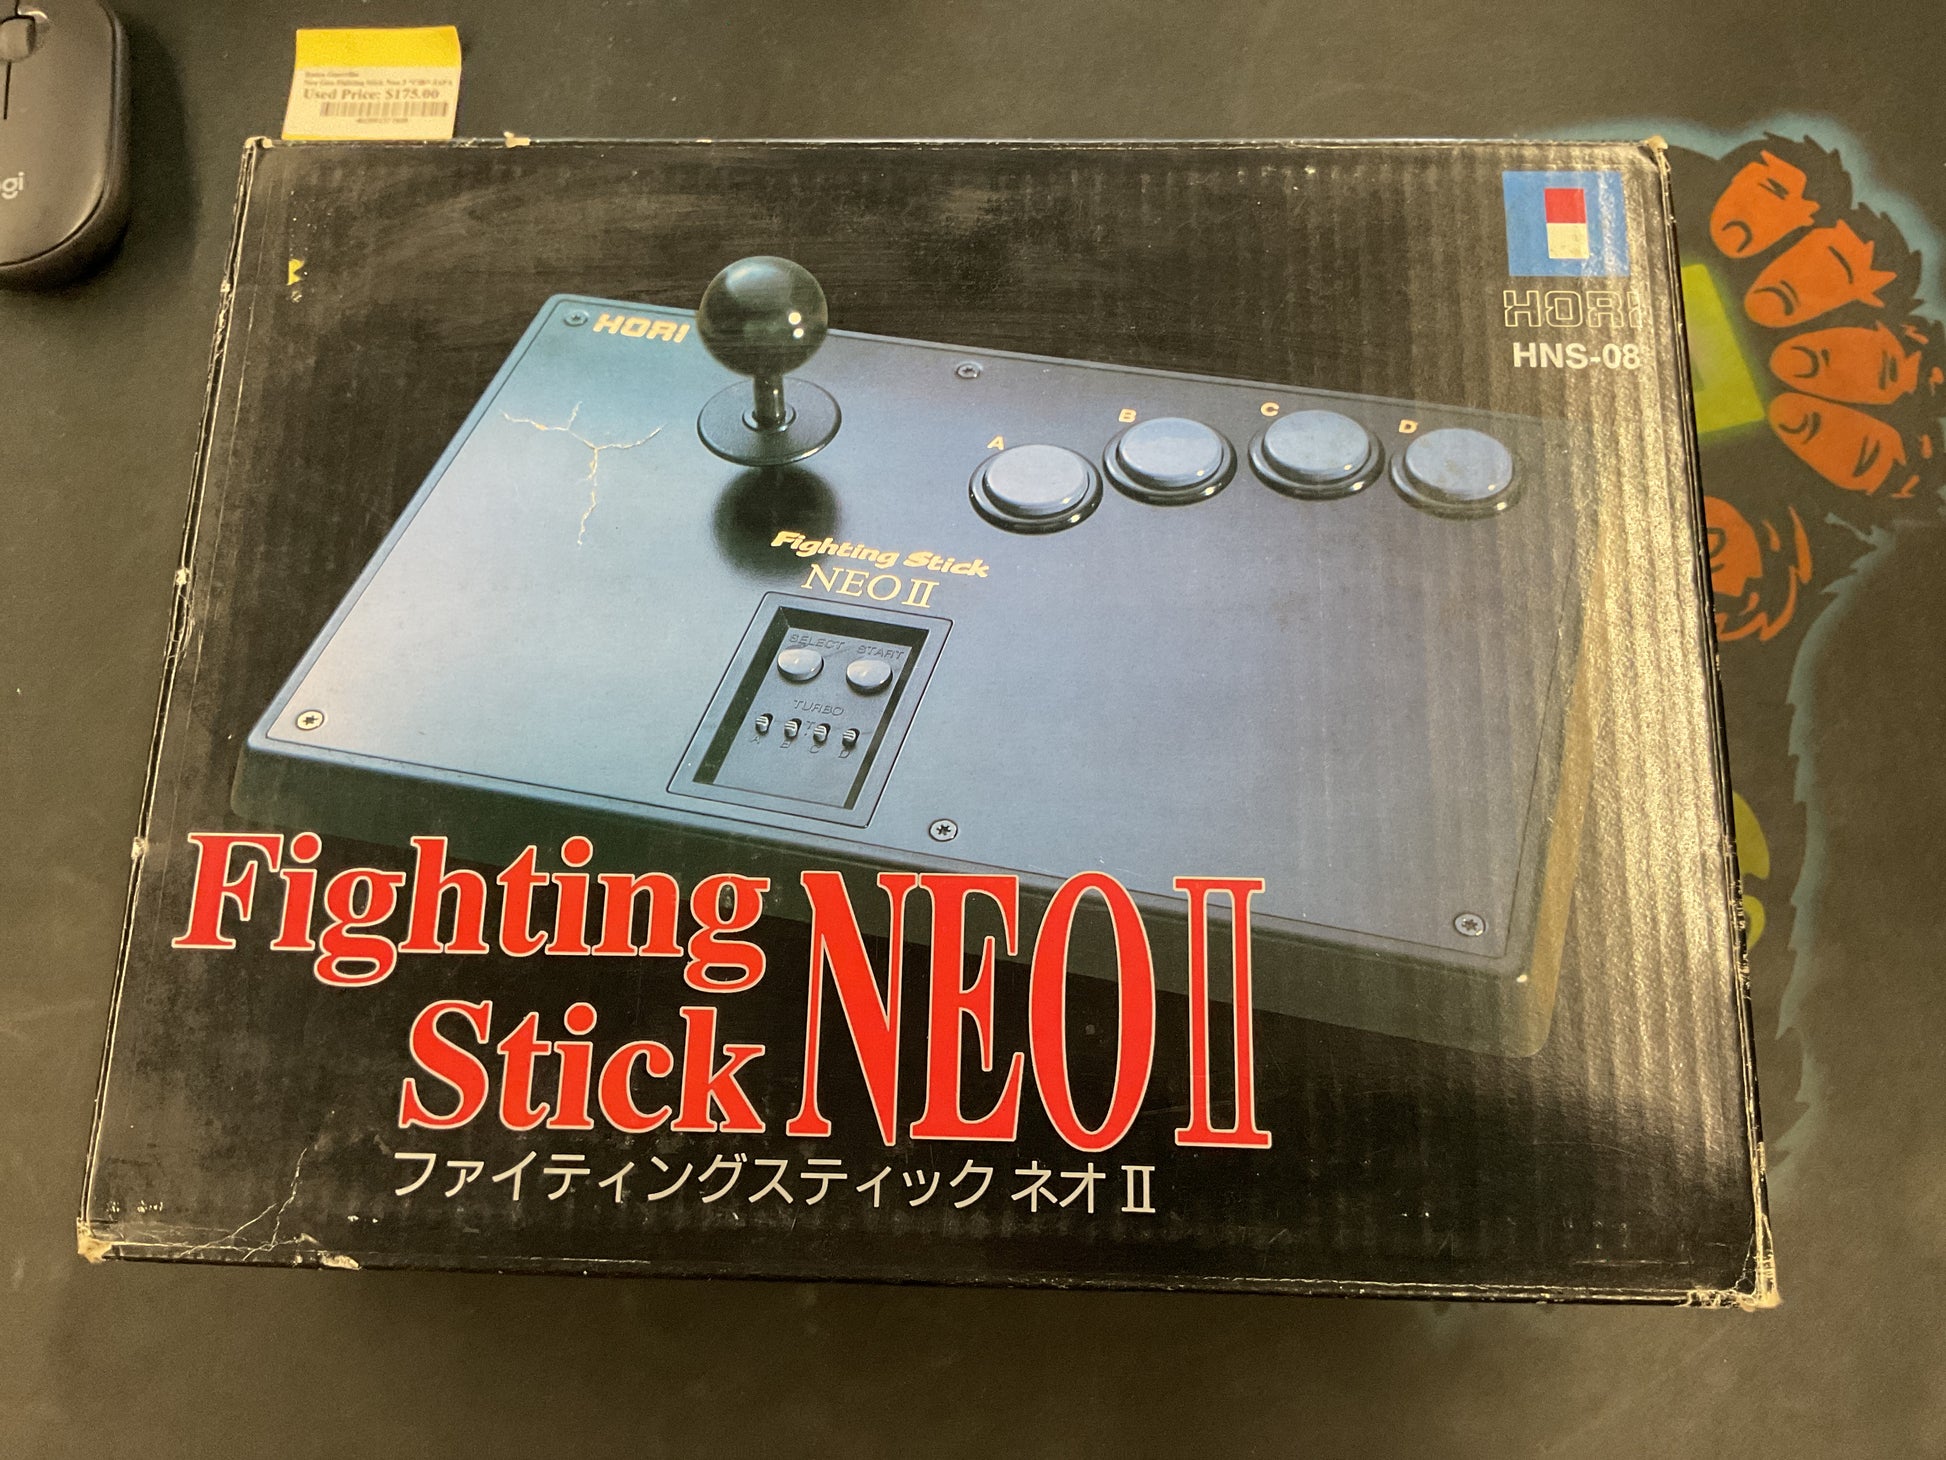 Used Price: $175.00
gi
HORI
HNS-08
HORI
A
B
C
D
Fighting Stick
NEO II
SELECT
START
TURBO
A B C D
Fighting
Stick NEO II
ファイティングスティック ネオ II